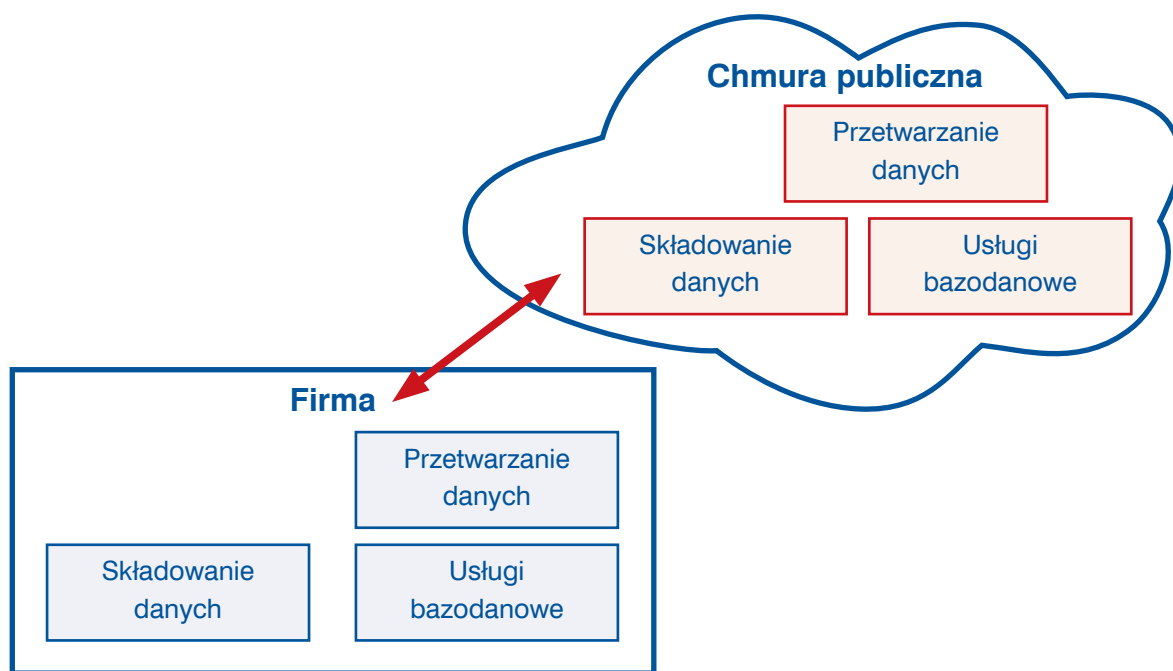 Chmura publiczna
Przetwarzanie
danych
Składowanie
danych
Usługi
bazodanowe
Firma
Przetwarzanie
danych
Składowanie
danych
Usługi
bazodanowe